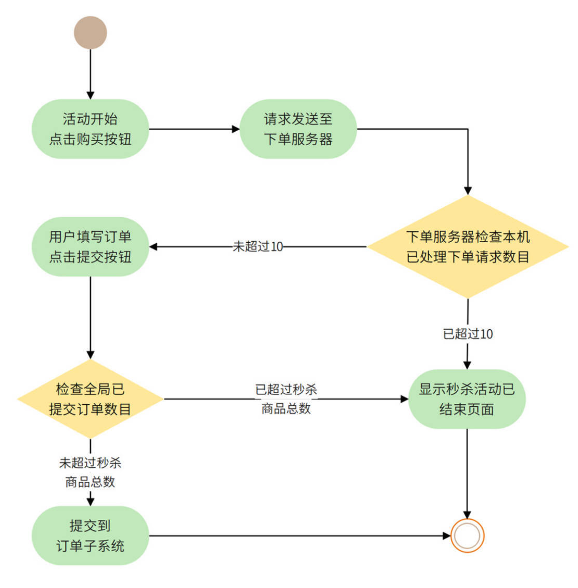 活动开始
点击购买按钮
请求发送至
下单服务器
用户填写订单
点击提交按钮
未超过10
下单服务器检查本机
已处理下单请求数目
已超过10
检查全局已
提交订单数目
已超过秒杀
商品总数
显示秒杀活动已
结束页面
未超过秒杀
商品总数
提交到
订单子系统